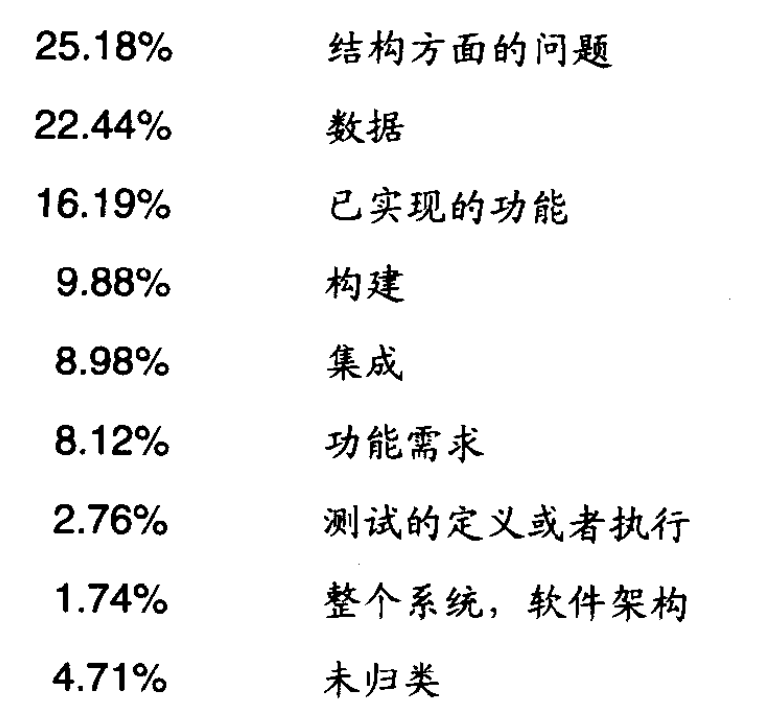 25.18% 结构方面的问题
22.44% 数据
16.19% 已实现的功能
9.88% 构建
8.98% 集成
8.12% 功能需求
2.76% 测试的定义或者执行
1.74% 整个系统，软件架构
4.71% 未归类